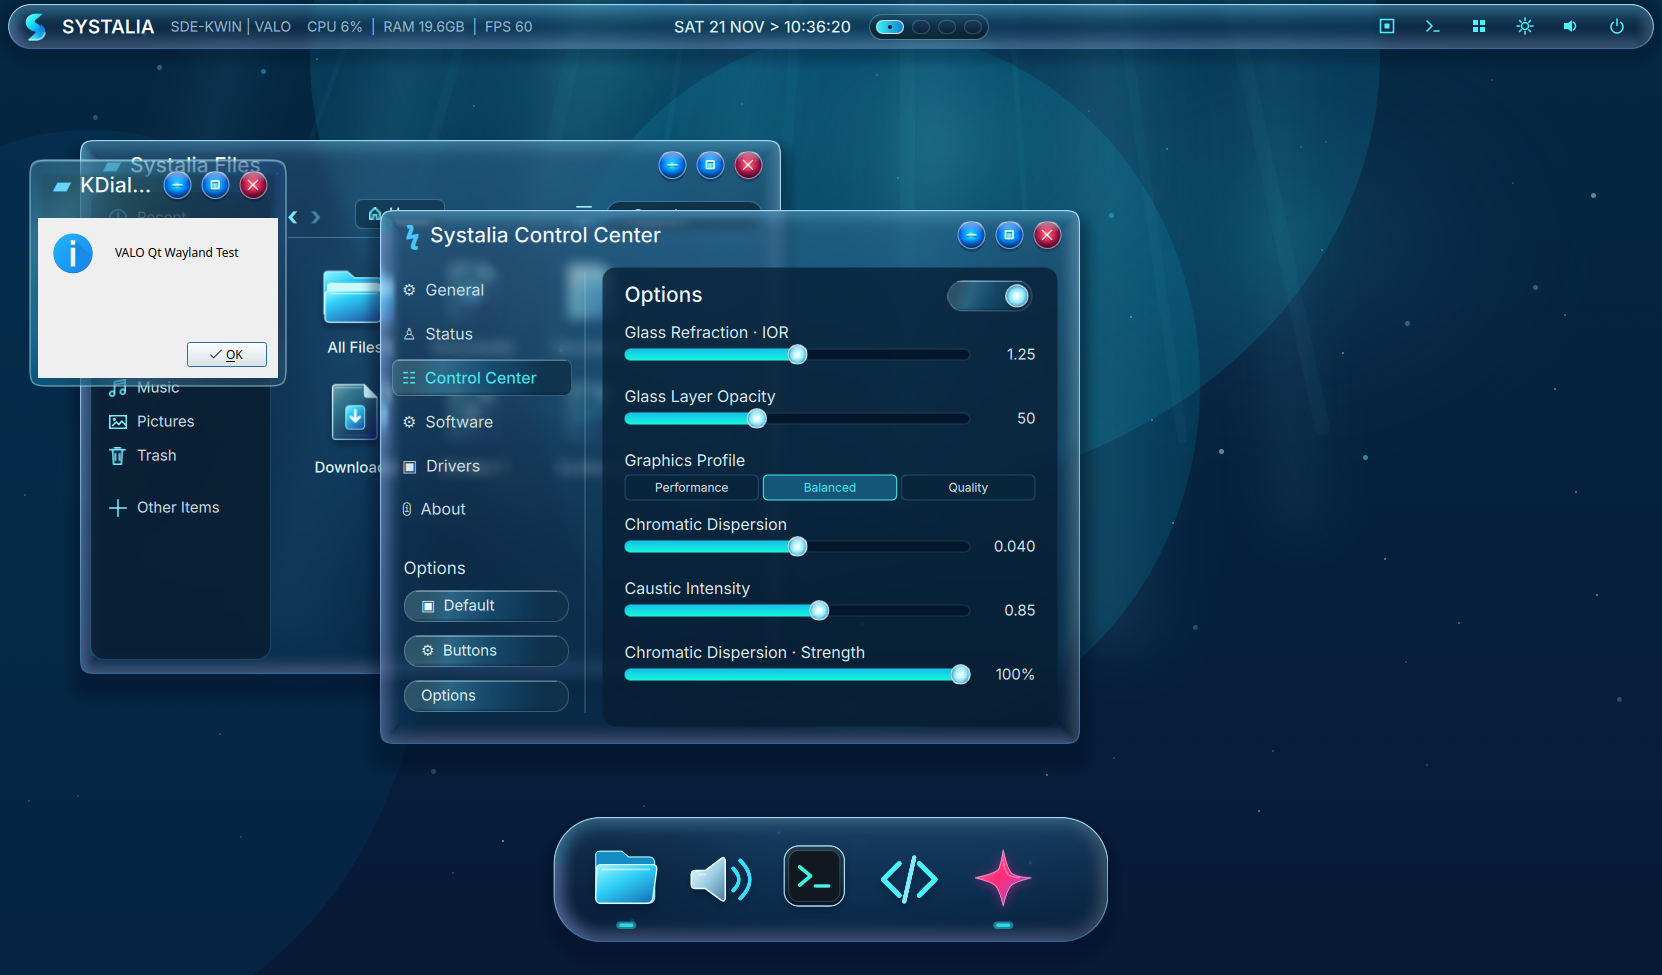 SYSTALIA SDE-KWIN | VALO CPU 6% | RAM 19.6GB | FPS 60
SAT 21 NOV > 10:36:20
Systalia Files
Recent
All Files
Music
Pictures
Trash
Other Items
KDial...
VALO Qt Wayland Test
OK
Systalia Control Center
General
Status
Control Center
Software
Drivers
About
Options
Default
Buttons
Options
Options
Glass Refraction · IOR
1.25
Glass Layer Opacity
50
Graphics Profile
Performance Balanced Quality
Chromatic Dispersion
0.040
Caustic Intensity
0.85
Chromatic Dispersion · Strength
100%